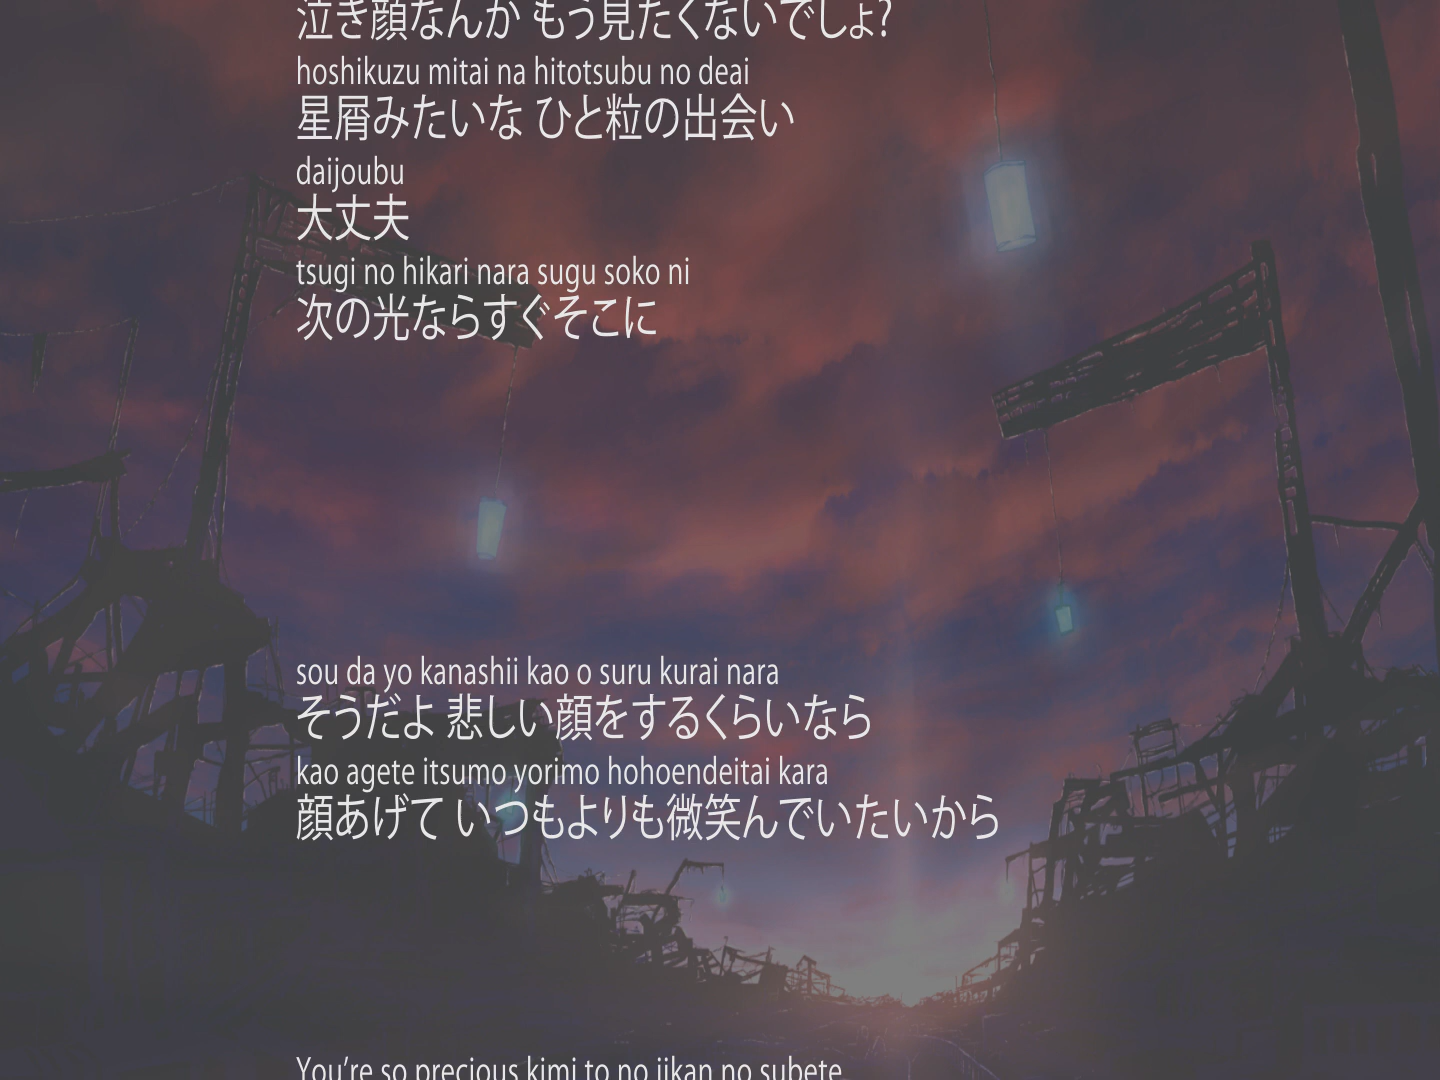 泣き顔なんか もう見たくないでしょ?
hoshikuzu mitai na hitotsubu no deai
星屑みたいな ひと粒の出会い
daijoubu
大丈夫
tsugi no hikari nara sugu soko ni
次の光ならすぐそこに
sou da yo kanashii kao o suru kurai nara
そうだよ 悲しい顔をするくらいなら
kao agete itsumo yorimo hohoendeitai kara
顔あげて いつもよりも微笑んでいたいから
You’re so precious kimi to no jikan no subete